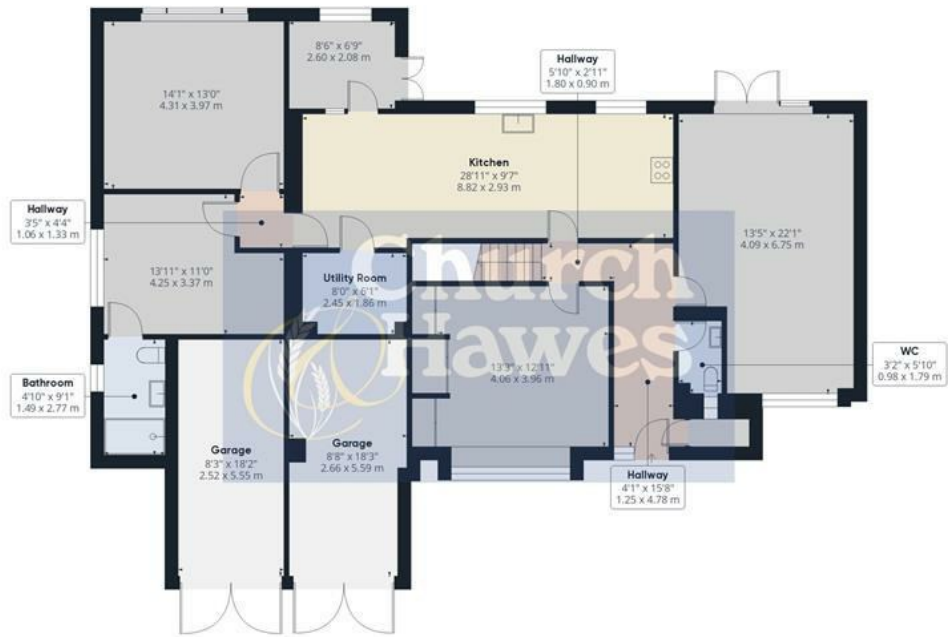 8'6" x 6'9"
2.60 x 2.08 m
Hallway
5'10" x 2'11"
1.80 x 0.90 m
14'1" x 13'0"
4.31 x 3.97 m
Kitchen
28'11" x 9'7"
8.82 x 2.93 m
Hallway
3'5" x 4'4"
1.06 x 1.33 m
13'5" x 22'1"
4.09 x 6.75 m
13'11" x 11'0"
4.25 x 3.37 m
Utility Room
8'0" x 6'1"
2.45 x 1.86 m
Church
Hawes
13'3" x 12'11"
4.06 x 3.96 m
WC
3'2" x 5'10"
0.98 x 1.79 m
Bathroom
4'10" x 9'1"
1.49 x 2.77 m
Garage
8'3" x 18'2"
2.52 x 5.55 m
Garage
8'8" x 18'3"
2.66 x 5.59 m
Hallway
4'1" x 15'8"
1.25 x 4.78 m